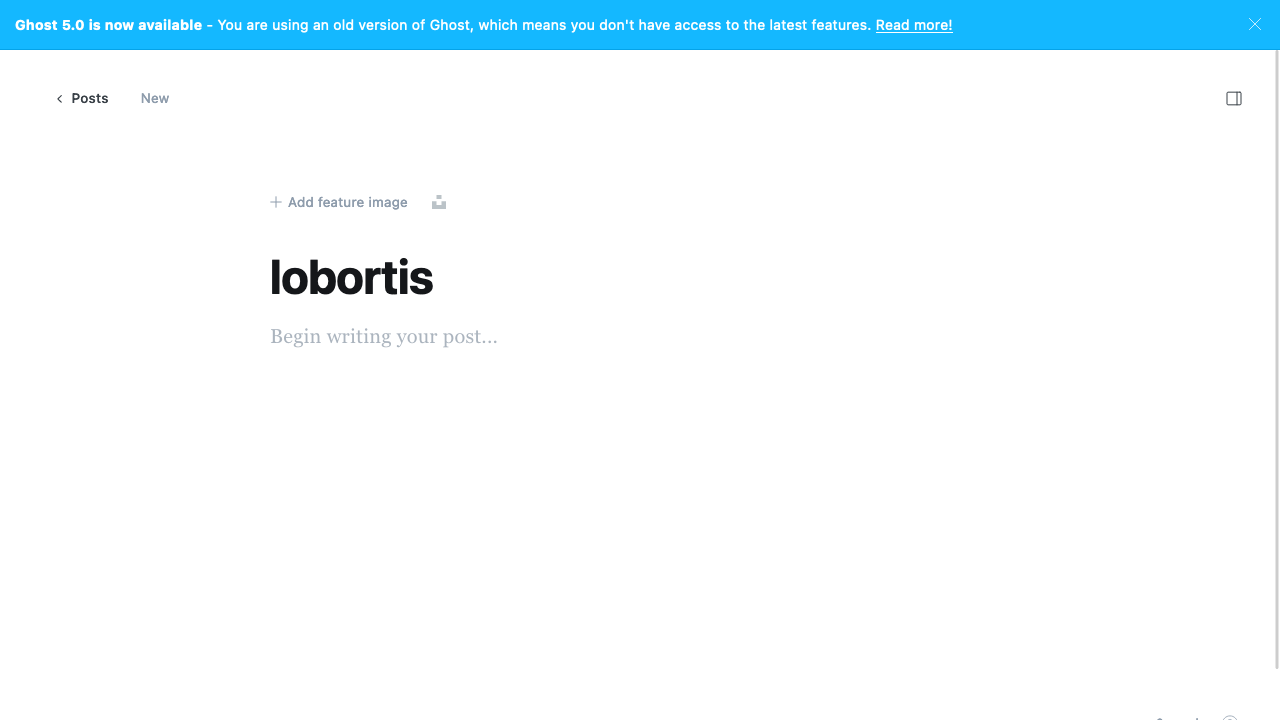 Ghost 5.0 is now available - You are using an old version of Ghost, which means you don't have access to the latest features. Read more!
Posts New
Add feature image
lobortis
Begin writing your post...